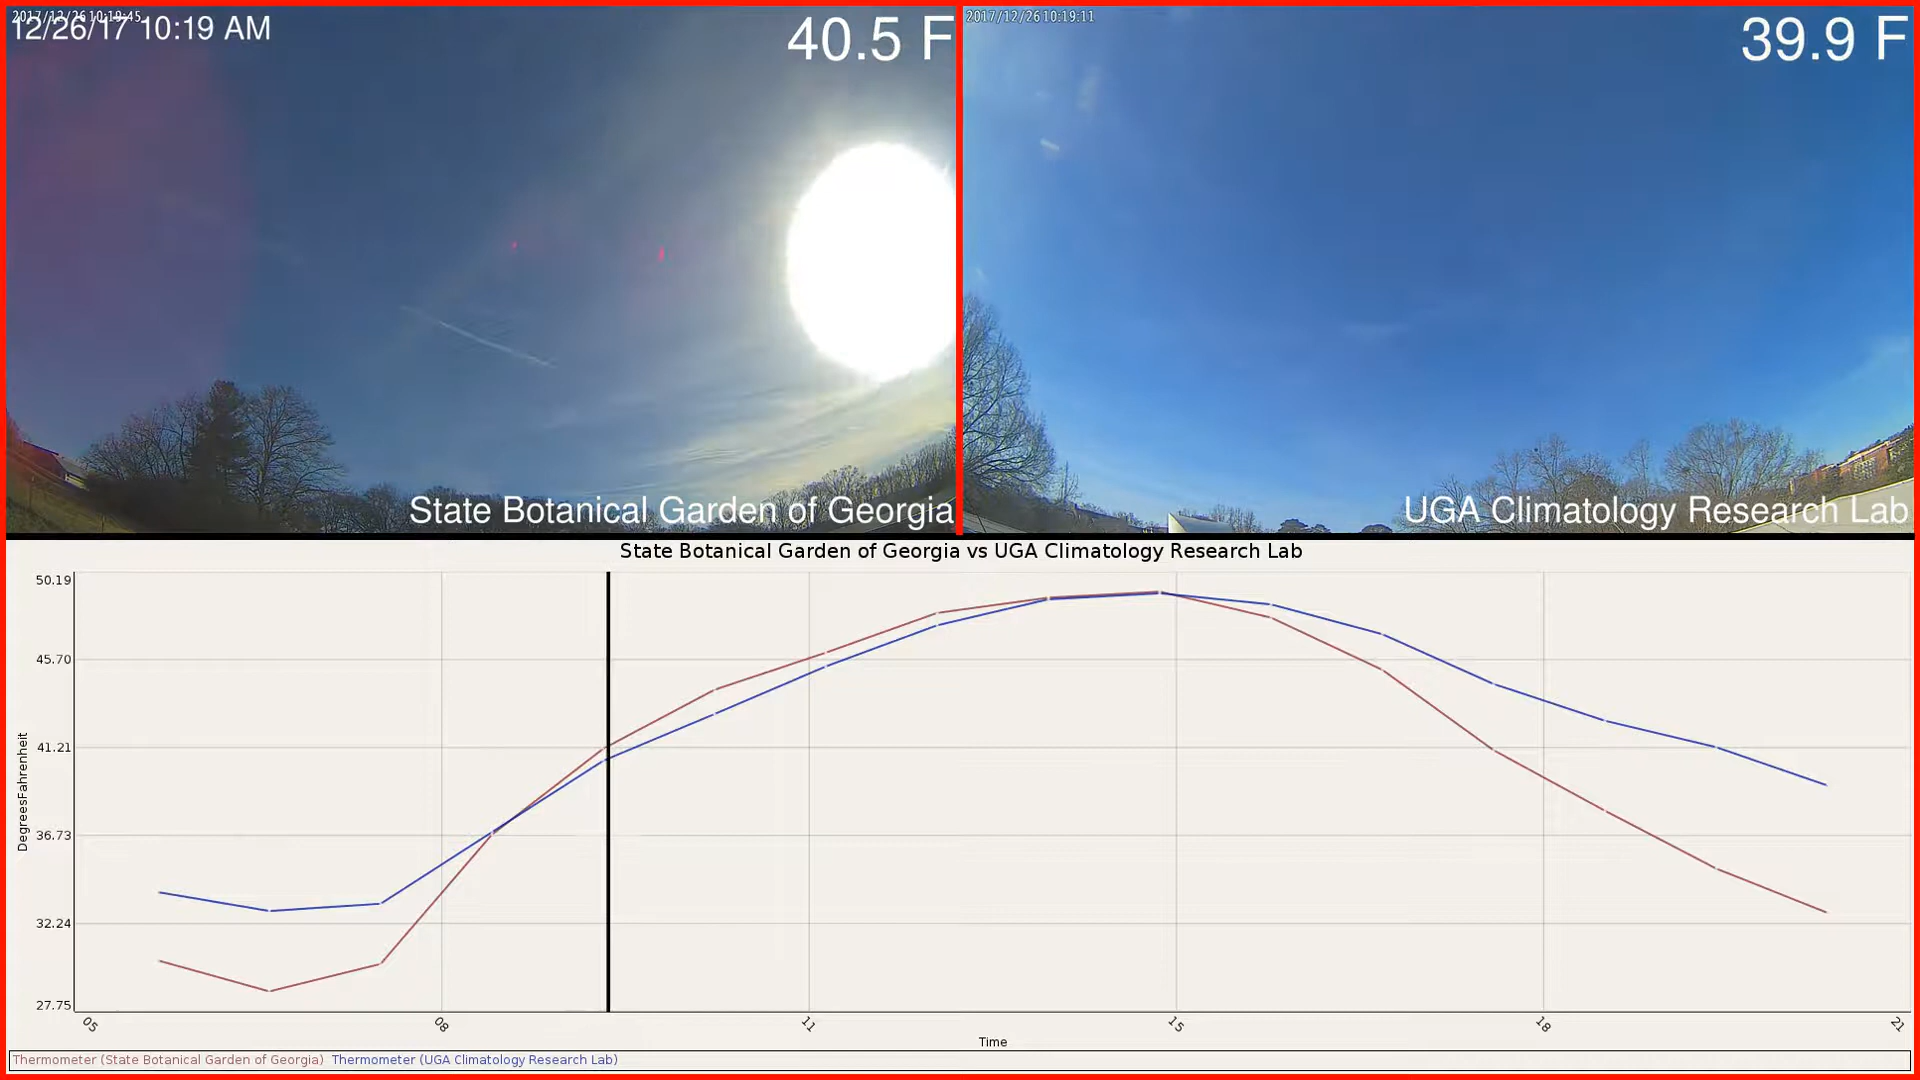 2017/12/26 10:19:45
12/26/17 10:19 AM
40.5 F
State Botanical Garden of Georgia
2017/12/26 10:19:11
39.9 F
UGA Climatology Research Lab
State Botanical Garden of Georgia vs UGA Climatology Research Lab
50.19
45.70
41.21
36.73
32.24
27.75
DegreesFahrenheit
05
08
11
15
18
21
Time
Thermometer (State Botanical Garden of Georgia) Thermometer (UGA Climatology Research Lab)